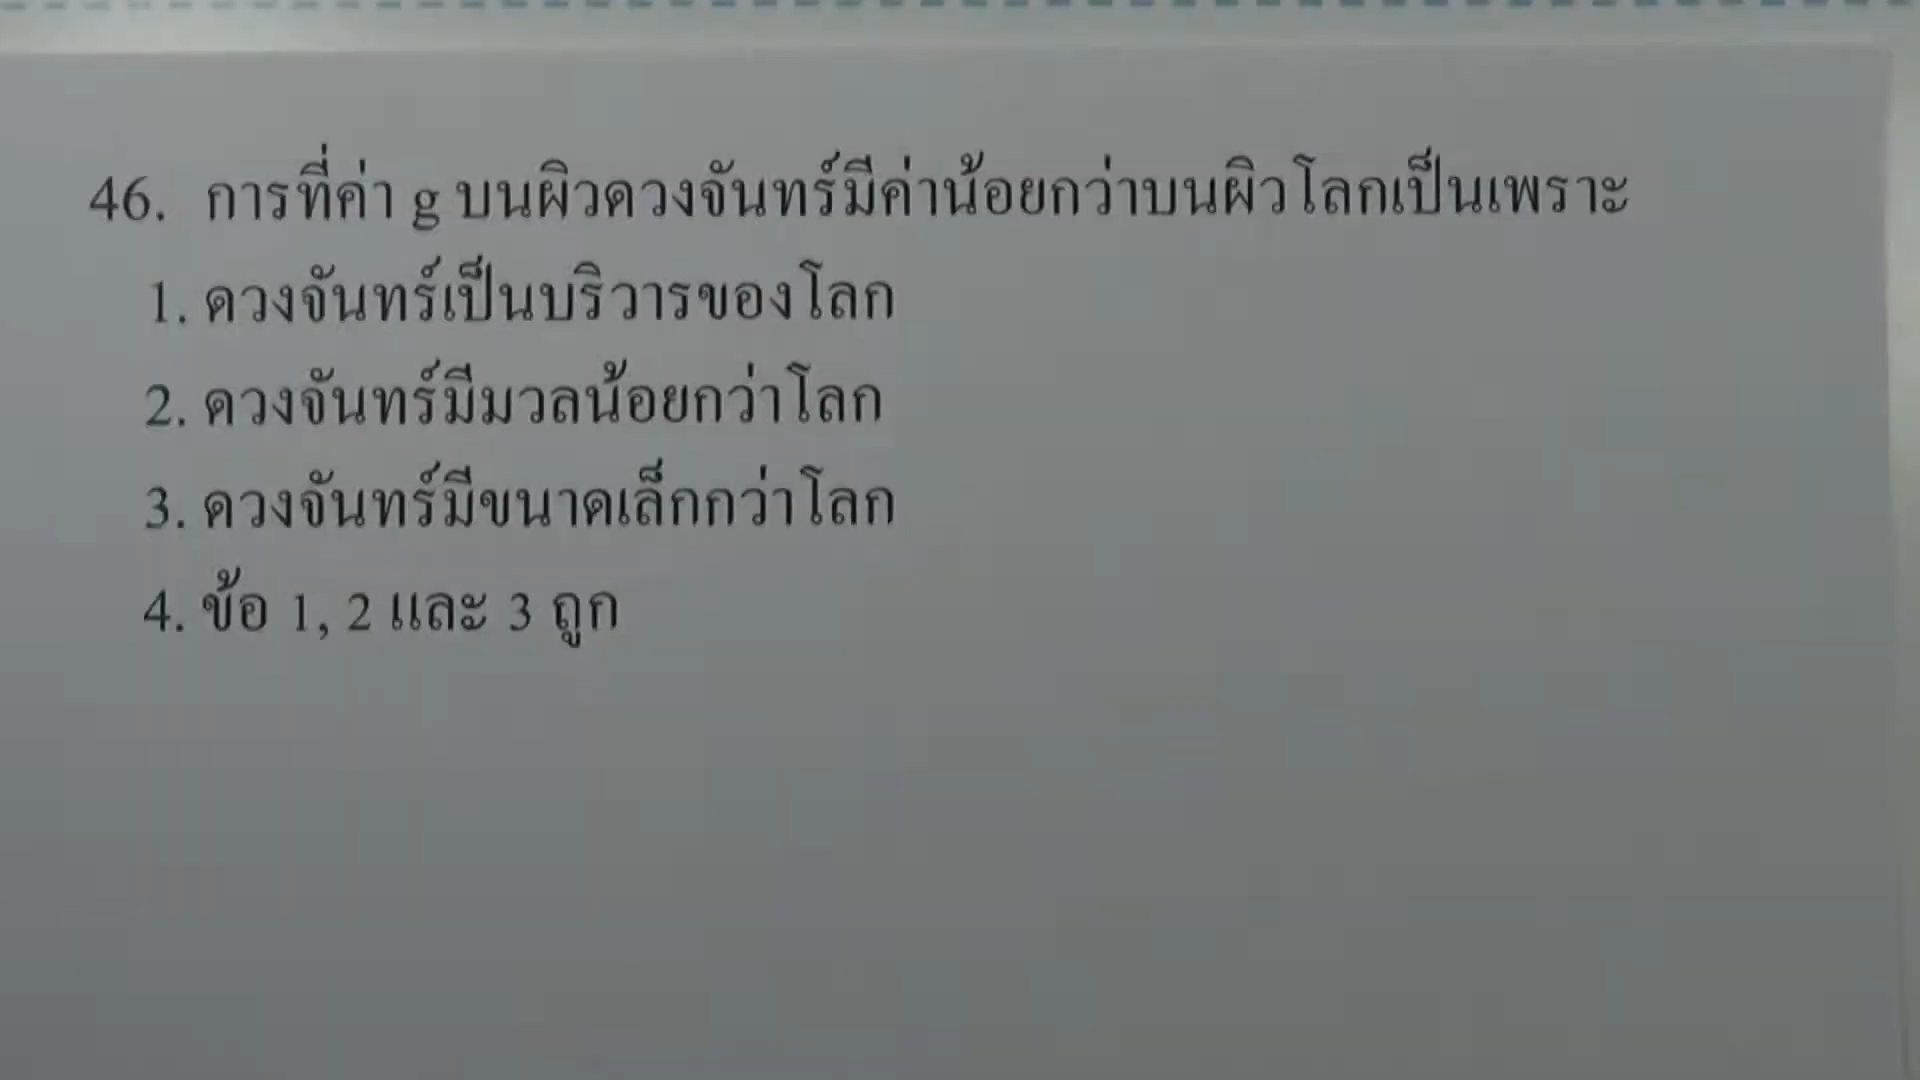 46. การที่ค่า g บนผิวดวงจันทร์มีค่าน้อยกว่าบนผิวโลกเป็นเพราะ
1. ดวงจันทร์เป็นบริวารของโลก
2. ดวงจันทร์มีมวลน้อยกว่าโลก
3. ดวงจันทร์มีขนาดเล็กกว่าโลก
4. ข้อ 1, 2 และ 3 ถูก